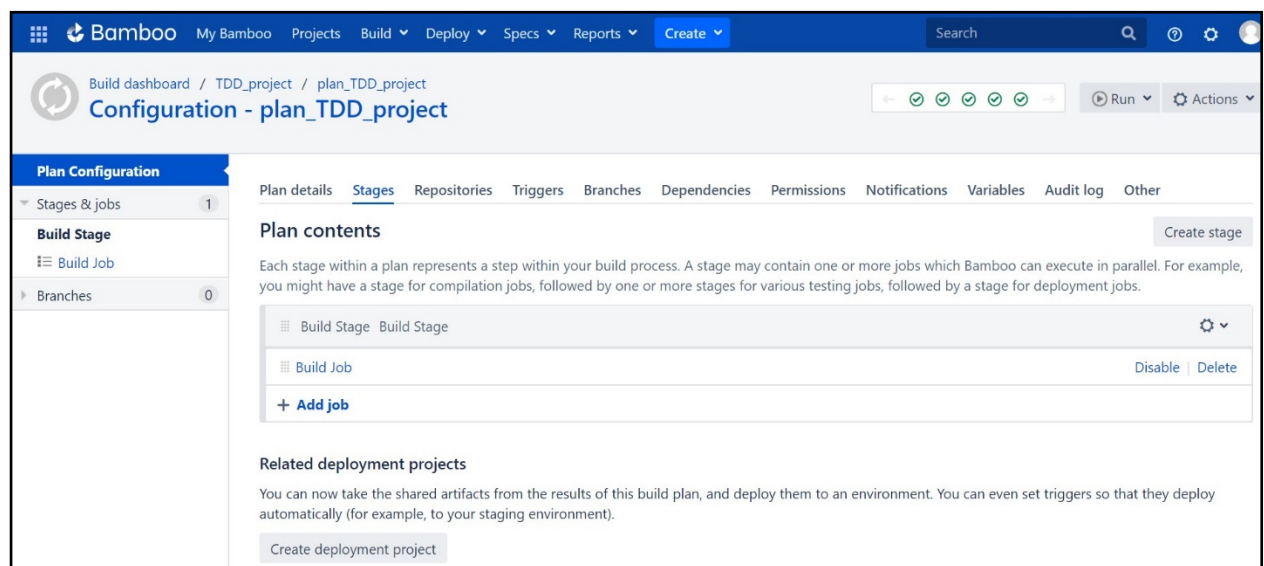 Bamboo My Bamboo Projects Build Deploy Specs Reports Create Search
Build dashboard / TDD_project / plan_TDD_project
Configuration - plan_TDD_project
Run Actions
Plan Configuration
Plan details Stages Repositories Triggers Branches Dependencies Permissions Notifications Variables Audit log Other
Stages & jobs 1
Build Stage
Build Job
Branches 0
Plan contents
Create stage
Each stage within a plan represents a step within your build process. A stage may contain one or more jobs which Bamboo can execute in parallel. For example,
you might have a stage for compilation jobs, followed by one or more stages for various testing jobs, followed by a stage for deployment jobs.
Build Stage Build Stage
Build Job Disable | Delete
+ Add job
Related deployment projects
You can now take the shared artifacts from the results of this build plan, and deploy them to an environment. You can even set triggers so that they deploy
automatically (for example, to your staging environment).
Create deployment project